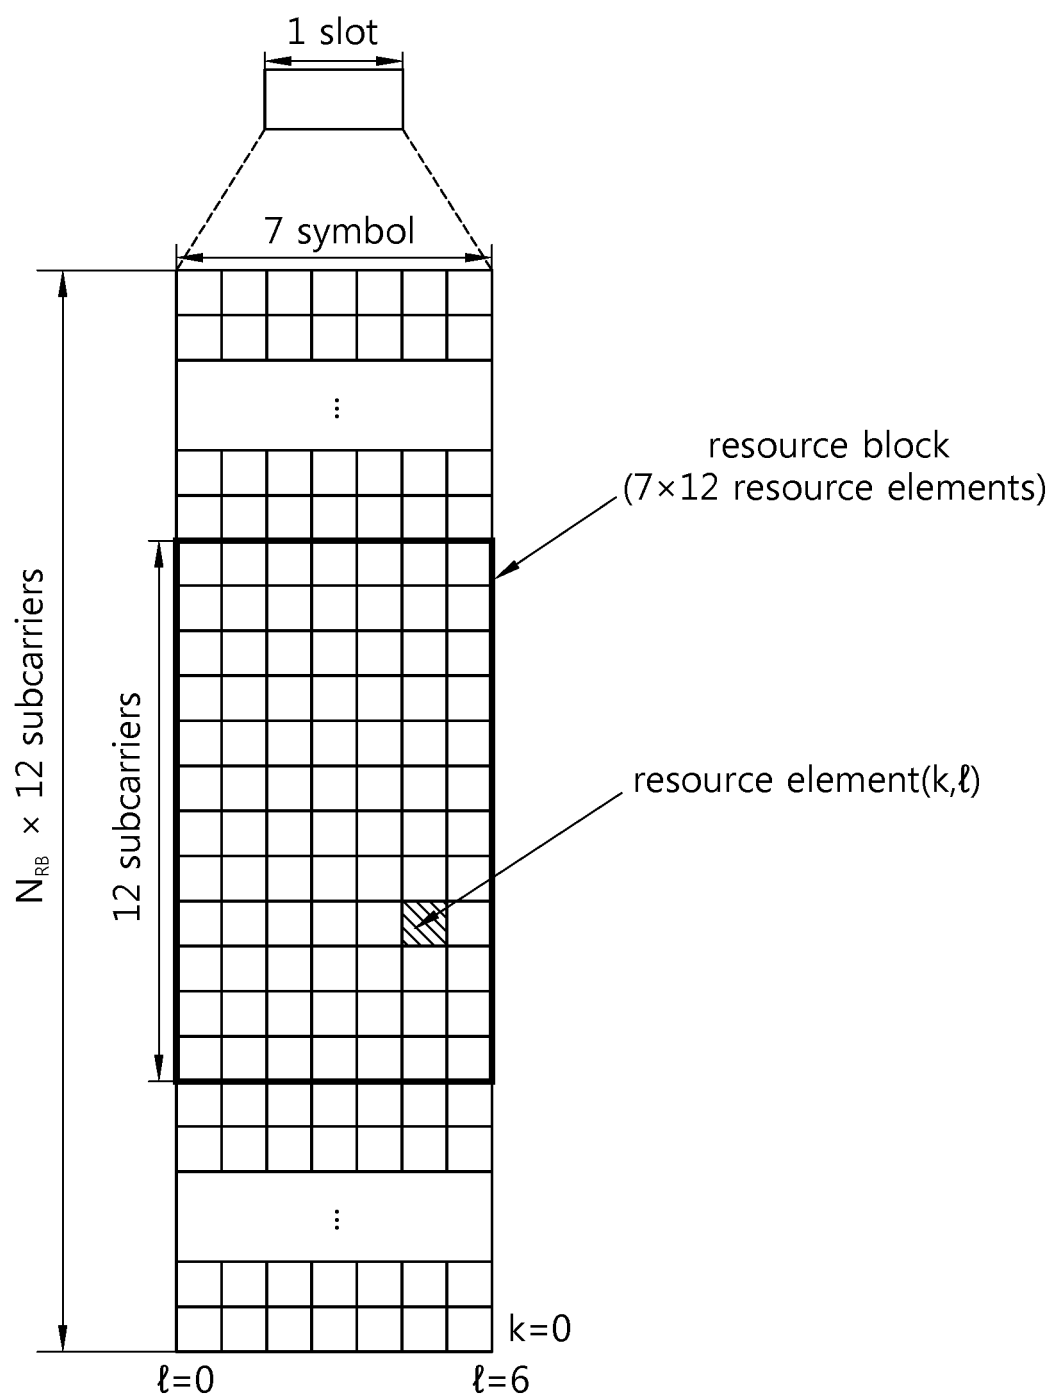 1 slot
7 symbol
⋮
resource block
(7×12 resource elements)
N_RB × 12 subcarriers
12 subcarriers
resource element(k,ℓ)
⋮
k=0
ℓ=0
ℓ=6